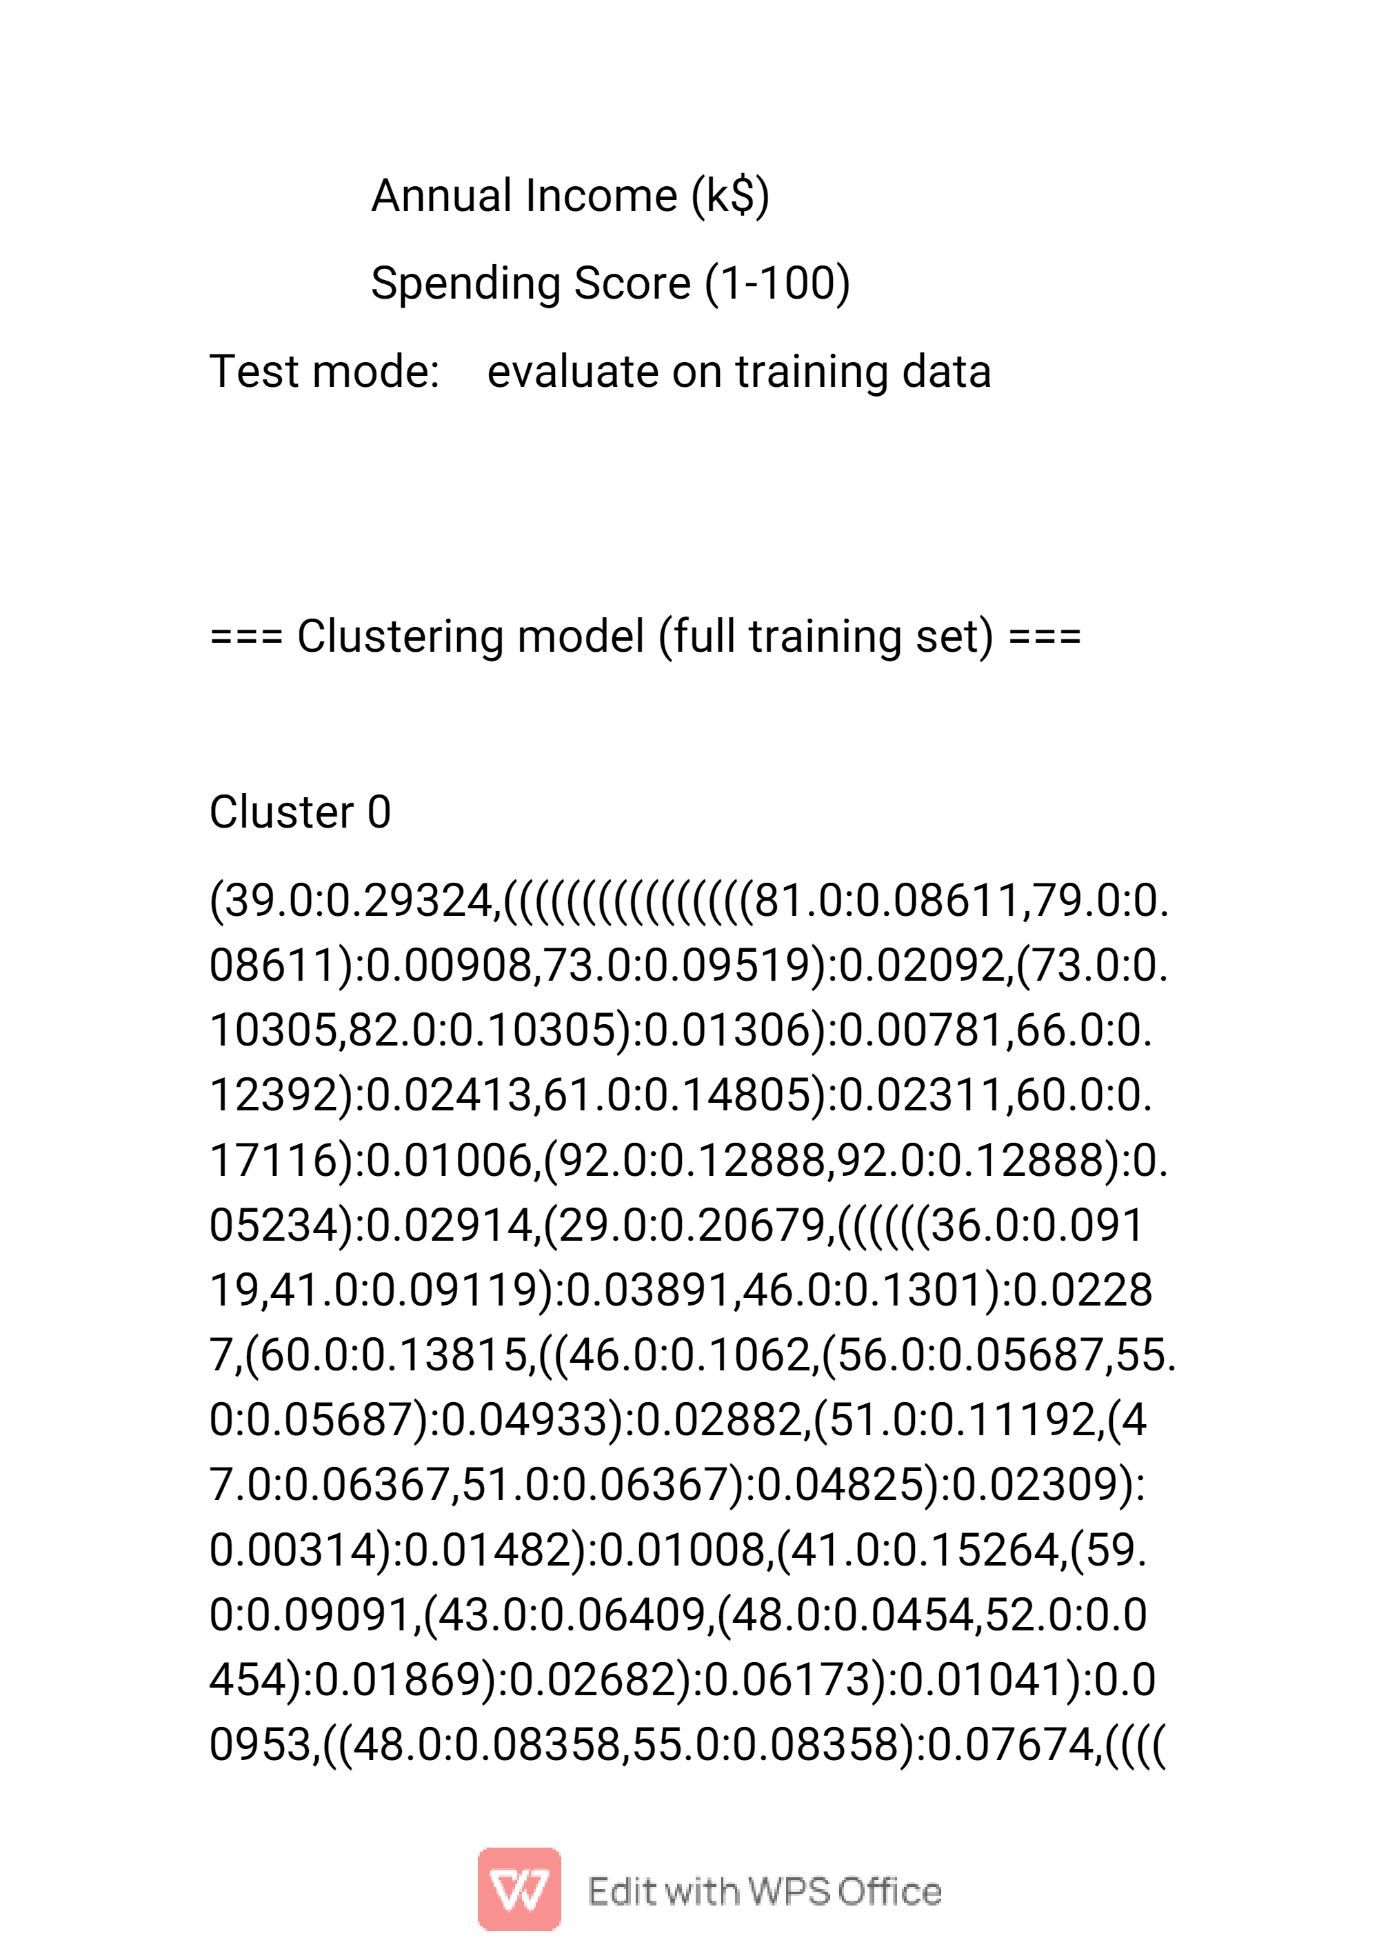 Annual Income (k$)
Spending Score (1-100)
Test mode: evaluate on training data
=== Clustering model (full training set) ===
Cluster 0
(39.0:0.29324,((((((((((((((((81.0:0.08611,79.0:0.
08611):0.00908,73.0:0.09519):0.02092,(73.0:0.
10305,82.0:0.10305):0.01306):0.00781,66.0:0.
12392):0.02413,61.0:0.14805):0.02311,60.0:0.
17116):0.01006,(92.0:0.12888,92.0:0.12888):0.
05234):0.02914,(29.0:0.20679,((((((36.0:0.091
19,41.0:0.09119):0.03891,46.0:0.1301):0.0228
7,(60.0:0.13815,((46.0:0.1062,(56.0:0.05687,55.
0:0.05687):0.04933):0.02882,(51.0:0.11192,(4
7.0:0.06367,51.0:0.06367):0.04825):0.02309):
0.00314):0.01482):0.01008,(41.0:0.15264,(59.
0:0.09091,(43.0:0.06409,(48.0:0.0454,52.0:0.0
454):0.01869):0.02682):0.06173):0.01041):0.0
0953,((48.0:0.08358,55.0:0.08358):0.07674,((((
Edit with WPS Office